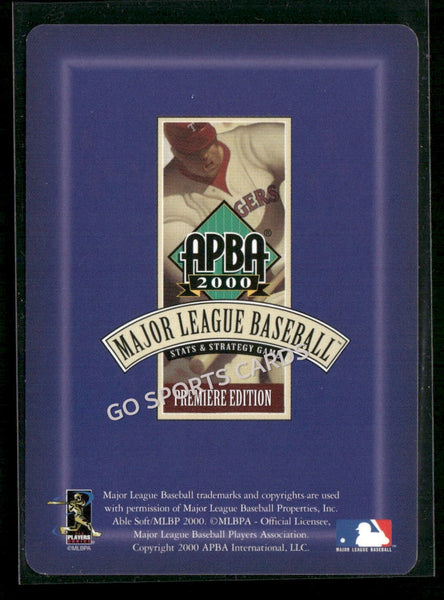 T
GERS
APBA®
2000
MAJOR LEAGUE BASEBALL™
STATS & STRATEGY GAME
GO SPORTS CARDS
PREMIERE EDITION
Major League Baseball trademarks and copyrights are used
with permission of Major League Baseball Properties, Inc.
Able Soft/MLBP 2000. ©MLBPA - Official Licensee,
Major League Baseball Players Association.
Copyright 2000 APBA International, LLC.
PLAYERS
CHOICE
©MLBPA
MAJOR LEAGUE BASEBALL